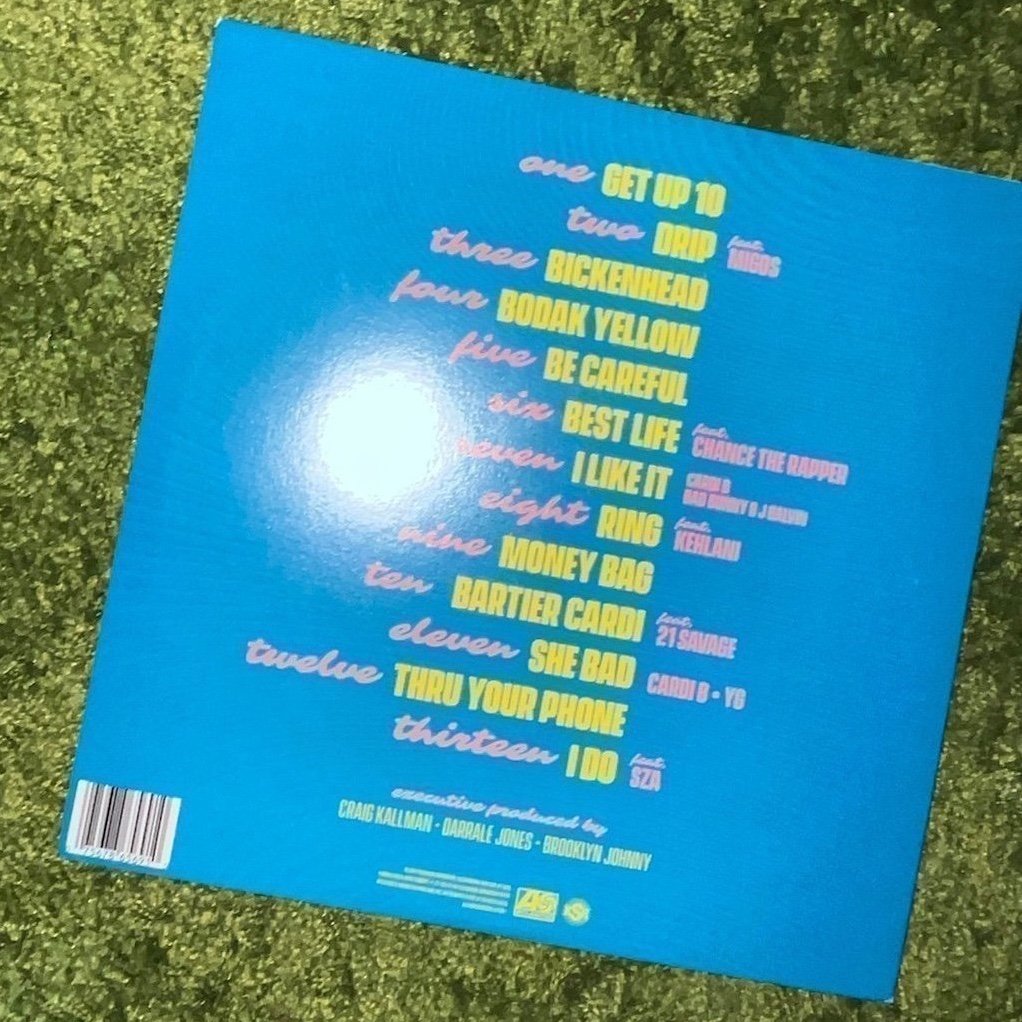 one GET UP 10
two DRIP feat. MIGOS
three BICKENHEAD
four BODAK YELLOW
five BE CAREFUL
six BEST LIFE feat. CHANCE THE RAPPER
seven I LIKE IT CARDI B
BAD BUNNY & J BALVIN
eight RING feat. KEHLANI
nine MONEY BAG
ten BARTIER CARDI feat. 21 SAVAGE
eleven SHE BAD CARDI B • YG
twelve THRU YOUR PHONE
thirteen I DO feat. SZA
executive produced by
CRAIG KALLMAN • DARRALE JONES • BROOKLYN JOHNNY